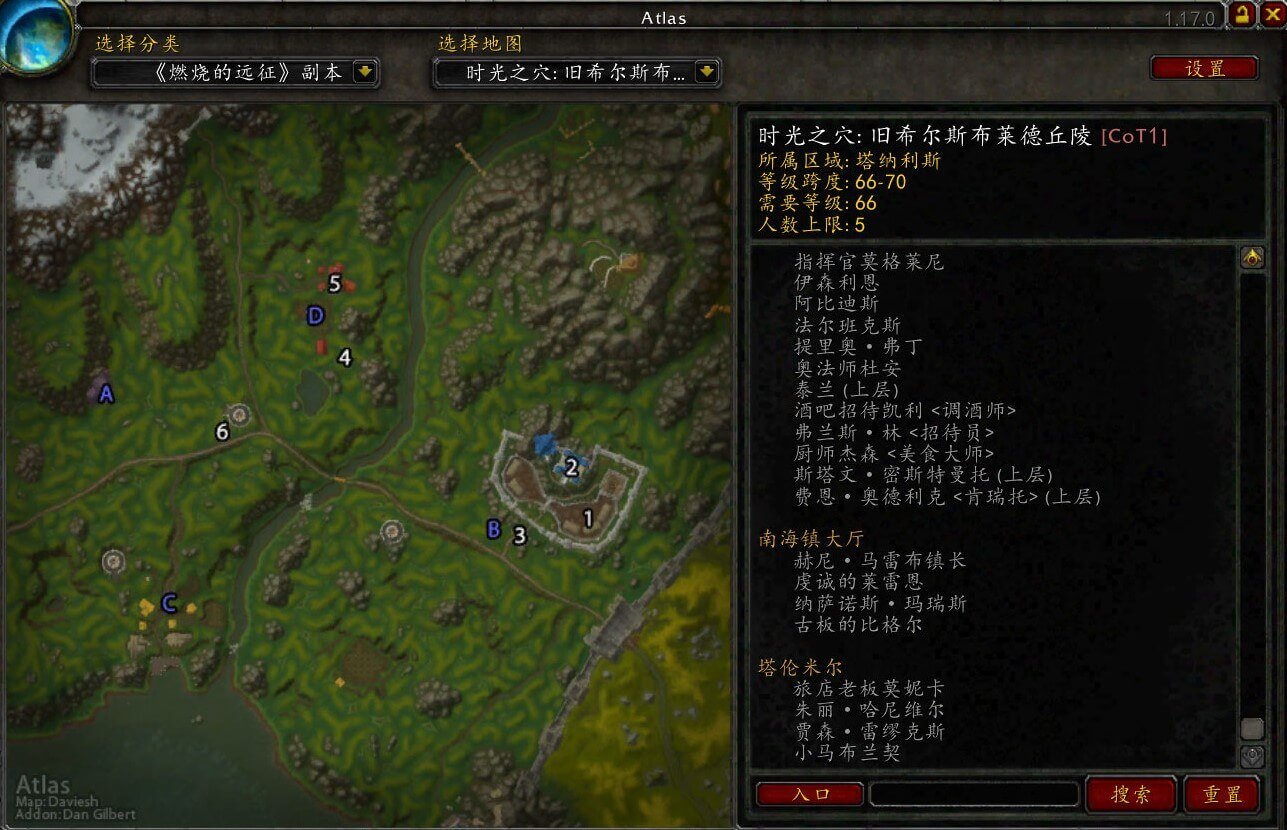 Atlas
1.17.0
选择分类
选择地图
《燃烧的远征》副本
时光之穴: 旧希尔斯布...
设置
时光之穴: 旧希尔斯布莱德丘陵 [CoT1]
所属区域: 塔纳利斯
等级跨度: 66-70
需要等级: 66
人数上限: 5
指挥官莫格莱尼
伊森利恩
阿比迪斯
法尔班克斯
提里奥·弗丁
奥法师杜安
泰兰 (上层)
酒吧招待凯利 <调酒师>
弗兰斯·林 <招待员>
厨师杰森 <美食大师>
斯塔文·密斯特曼托 (上层)
费恩·奥德利克 <肯瑞托> (上层)
南海镇大厅
赫尼·马雷布镇长
虔诚的莱雷恩
纳萨诺斯·玛瑞斯
古板的比格尔
塔伦米尔
旅店老板莫妮卡
朱丽·哈尼维尔
贾森·雷缪克斯
小马布兰契
5
D
4
A
6
2
1
B
3
C
Atlas
Map: Daviesh
Addon: Dan Gilbert
入口
搜索
重置